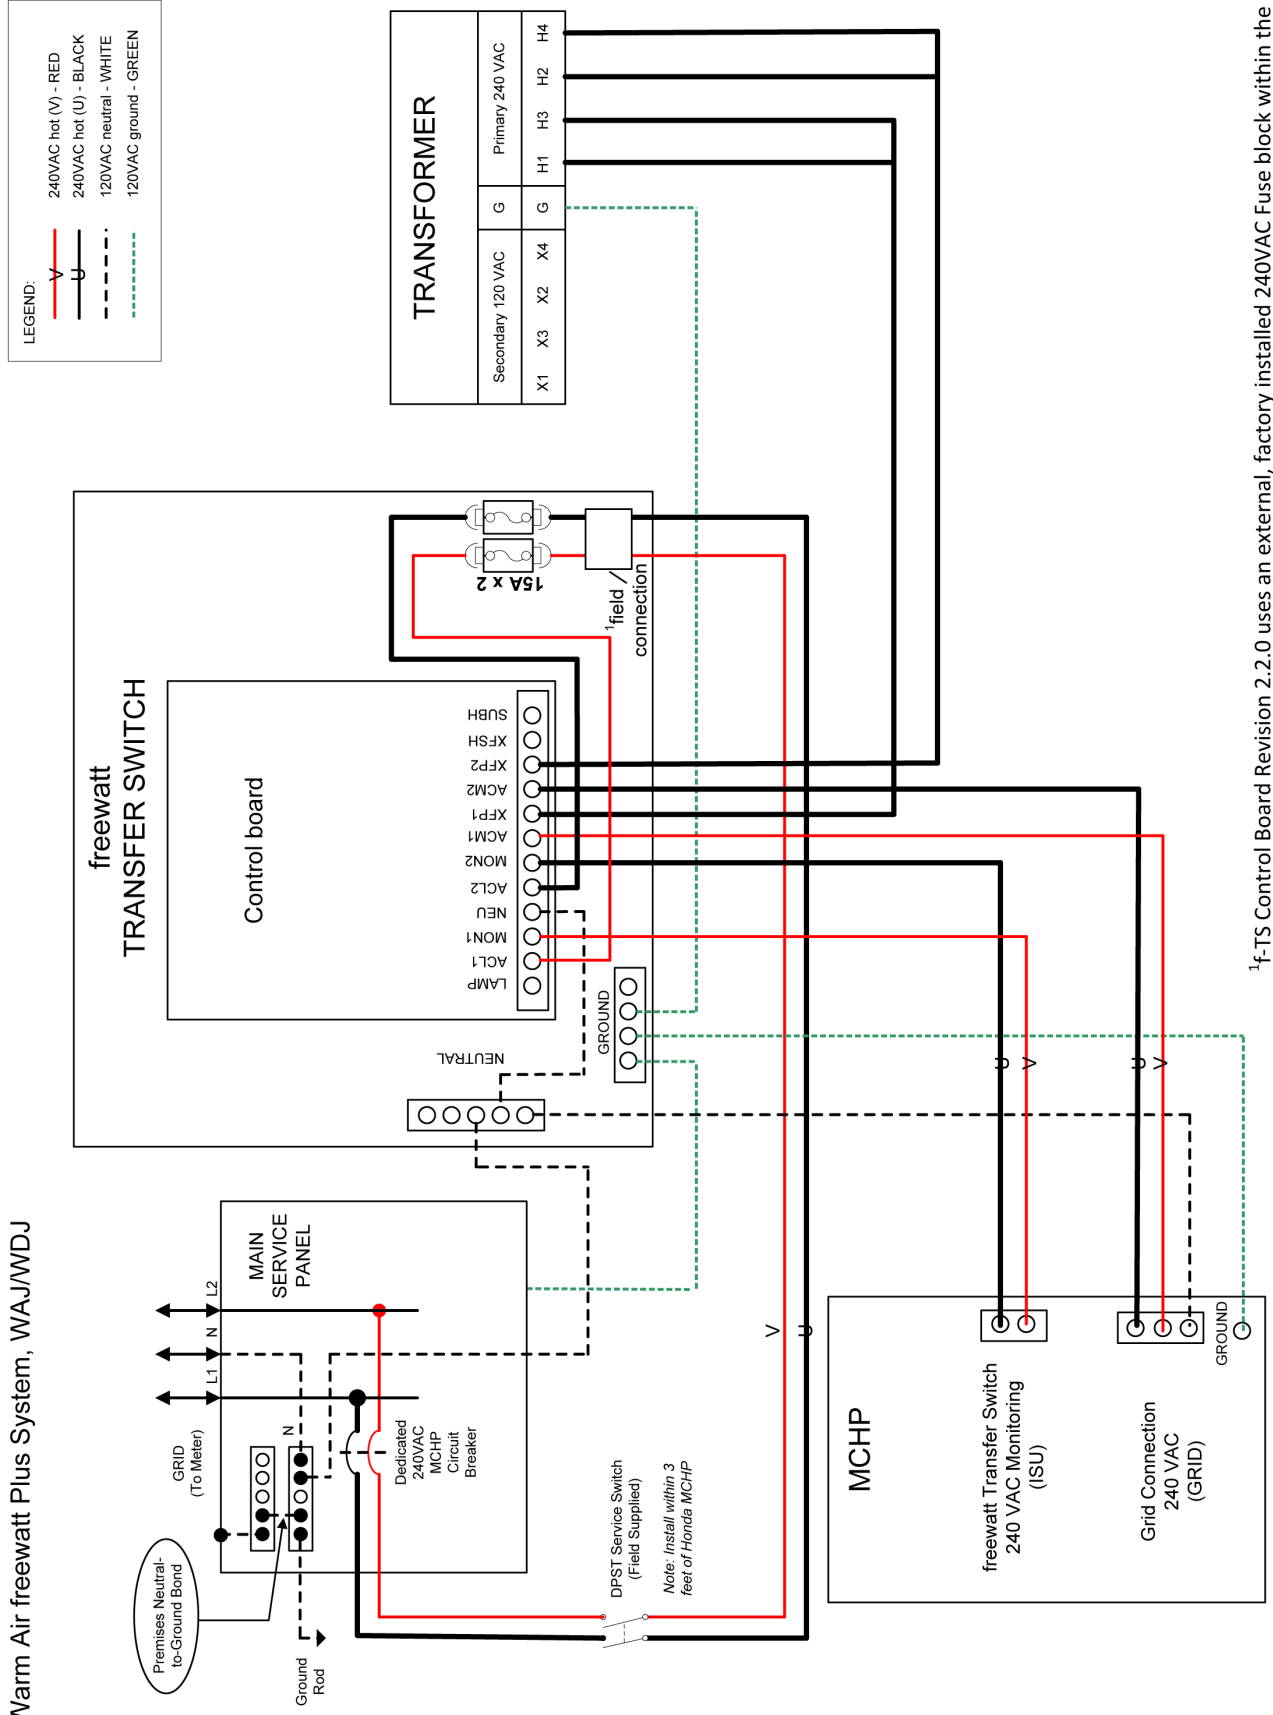 Warm Air freewatt Plus System, WAJ/WDJ
LEGEND:
V
240VAC hot (V) - RED
U
240VAC hot (U) - BLACK
120VAC neutral - WHITE
120VAC ground - GREEN
Premises Neutral-
to-Ground Bond
Ground
Rod
GRID
(To Meter)
L1
N
L2
N
MAIN
SERVICE
PANEL
Dedicated
240VAC
MCHP
Circuit
Breaker
DPST Service Switch
(Field Supplied)
Note: Install within 3
feet of Honda MCHP
freewatt
TRANSFER SWITCH
Control board
LAMP
ACL1
MON1
NEU
ACL2
MON2
ACM1
XFP1
ACM2
XFP2
XFSH
SUBH
NEUTRAL
GROUND
15A x 2
1field
connection
TRANSFORMER
Secondary 120 VAC
G
Primary 240 VAC
X1
X3
X2
X4
G
H1
H3
H2
H4
V
U
U
V
U
V
MCHP
freewatt Transfer Switch
240 VAC Monitoring
(ISU)
Grid Connection
240 VAC
(GRID)
GROUND
1f-TS Control Board Revision 2.2.0 uses an external, factory installed 240VAC Fuse block within the